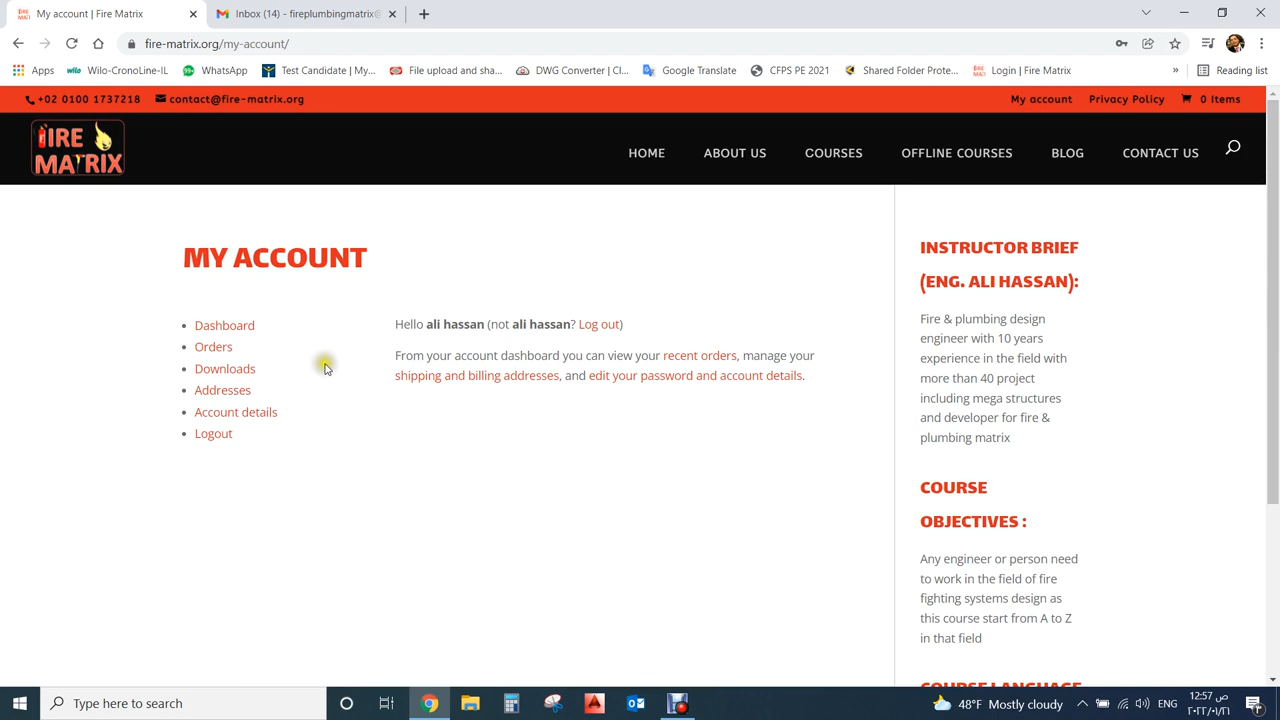 My account | Fire Matrix
Inbox (14) - fireplumbingmatrix@
fire-matrix.org/my-account/
Apps
Wilo-CronoLine-IL
WhatsApp
Test Candidate | My...
File upload and sha...
DWG Converter | Cl...
Google Translate
CFPS PE 2021
Shared Folder Prote...
Login | Fire Matrix
»
Reading list
+02 0100 1737218
contact@fire-matrix.org
My account
Privacy Policy
0 Items
FIRE
MATRIX
HOME
ABOUT US
COURSES
OFFLINE COURSES
BLOG
CONTACT US
MY ACCOUNT
Dashboard
Orders
Downloads
Addresses
Account details
Logout
Hello ali hassan (not ali hassan? Log out)
From your account dashboard you can view your recent orders, manage your
shipping and billing addresses, and edit your password and account details.
INSTRUCTOR BRIEF
(ENG. ALI HASSAN):
Fire & plumbing design
engineer with 10 years
experience in the field with
more than 40 project
including mega structures
and developer for fire &
plumbing matrix
COURSE
OBJECTIVES :
Any engineer or person need
to work in the field of fire
fighting systems design as
this course start from A to Z
in that field
COURSE LANGUAGE
Type here to search
48°F Mostly cloudy
ENG
12:57 ص